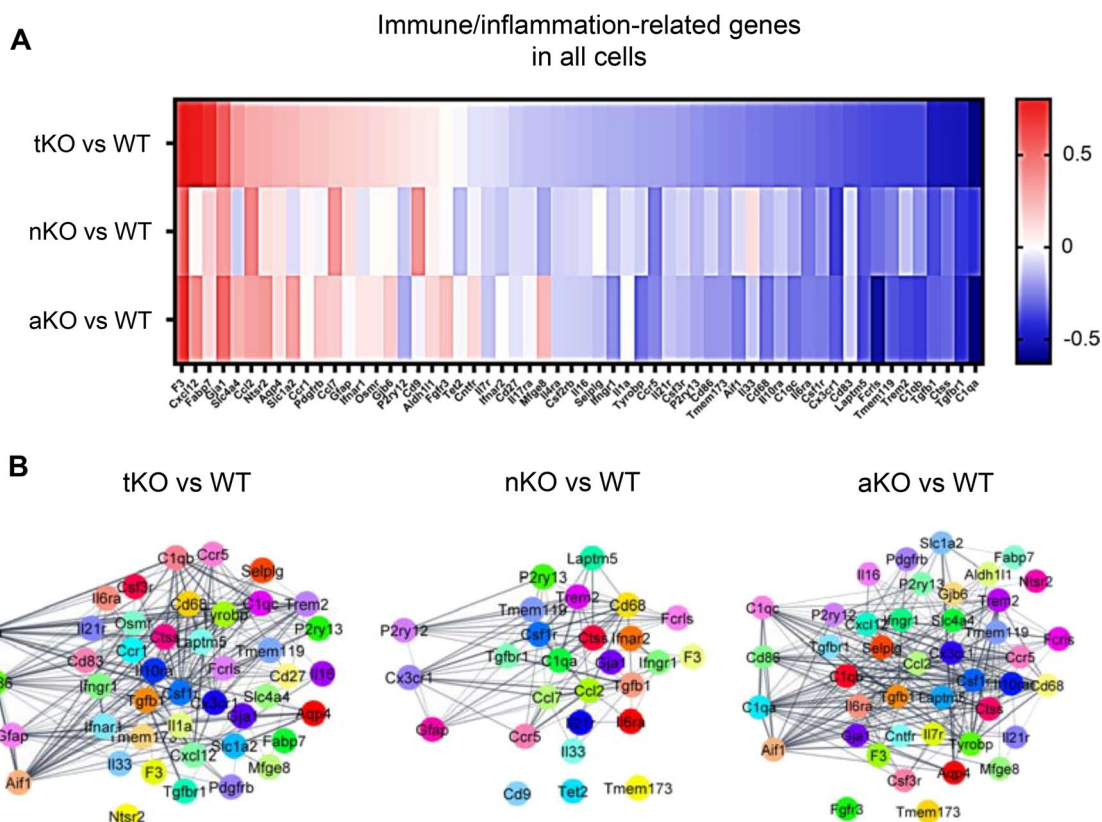 A
Immune/inflammation-related genes
in all cells
tKO vs WT
nKO vs WT
aKO vs WT
0.5
0
-0.5
F3
Cxcl12
Fabp7
Gja1
Slc4a4
Ccl2
Ntsr2
Aqp4
Slc1a2
Ccr1
Pdgfrb
Ccl7
Gfap
Ifngr1
Osmr
Gjb6
P2ry12
Cd9
Aldh1l1
Fgfr3
Tet2
Cntfr
Il7r
Ifnar2
Cd27
Il17ra
Mfge8
Il4ra
Csf2rb
Il16
Selplg
Ifngr1
Il1a
Tyrobp
Ccr5
Il21r
Csf3r
P2ry13
Cd86
Tmem173
Aif1
Il33
Cd68
Il10ra
C1qc
Il6ra
Csf1r
Cx3cr1
Cd83
Laptm5
Fcrls
Tmem119
Trem2
C1qb
Tgfb1
Ctss
Tgfbr1
C1qa
B
tKO vs WT
nKO vs WT
aKO vs WT
C1qb
Ccr5
Selplg
Csf3r
Il6ra
Cd68
Tyrobp
C1qc
Trem2
Il21r
Osmr
Ctss
Laptm5
P2ry13
Ccr1
Tmem119
Cd83
Il10ra
Fcrls
Cd27
Il16
86
Ifngr1
Tgfb1
Csf1r
Cx3cr1
Slc4a4
Gja1
Aqp4
Gfap
Ifnar1
Tmem173
Il1a
Slc1a2
Fabp7
Cxcl12
Il33
F3
Mfge8
Aif1
Tgfbr1
Pdgfrb
Ntsr2
Laptm5
P2ry13
Trem2
Tmem119
Cd68
Fcrls
P2ry12
Csf1r
Ctss
Ifnar2
Tgfbr1
C1qa
Gja1
Ifngr1
F3
Cx3cr1
Tgfb1
Ccl7
Ccl2
Gfap
Ccr5
Il21r
Il6ra
Il33
Cd9
Tet2
Tmem173
Slc1a2
Pdgfrb
Fabp7
Il16
P2ry13
Aldh1l1
Ntsr2
Gjb6
Trem2
C1qc
P2ry12
Cxcl12
Ifngr1
Slc4a4
Tmem119
Fcrls
Tgfbr1
Selplg
Cd86
Ccl2
Cx3cr1
Ccr5
C1qb
Csf1r
Il10ra
Cd68
Tgfb1
Laptm5
C1qa
Il6ra
Ctss
Gja1
Cntfr
Il7r
Tyrobp
Il21r
Aif1
F3
Csf3r
Aqp4
Mfge8
Fgfr3
Tmem173